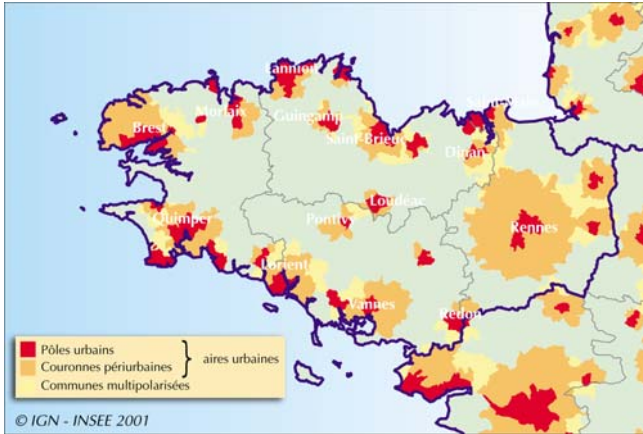 Lannion
Saint-Malo
Morlaix
Guingamp
Brest
Saint-Brieuc
Dinan
Loudéac
Quimper
Pontivy
Rennes
Lorient
Vannes
Redon
Pôles urbains
Couronnes périurbaines
aires urbaines
Communes multipolarisées
© IGN - INSEE 2001